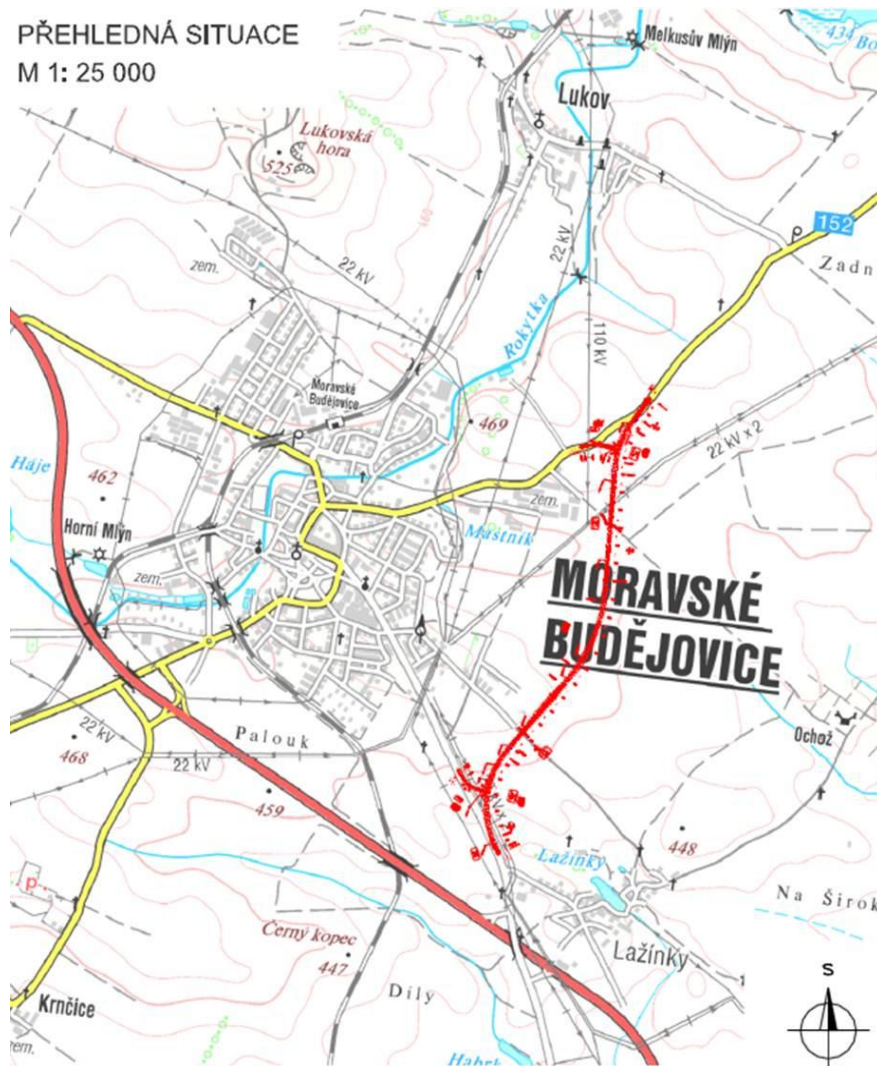 PŘEHLEDNÁ SITUACE
M 1: 25 000
Melkusův Mlýn
434
Lukov
Lukovská
hora
525
152
Zadn
zem.
22 kV
22 kV
Rokytka
110 kV
Moravské
Budějovice
469
22 kV x 2
Háje
462
zem.
Mastník
Horní Mlýn
zem.
MORAVSKÉ
BUDĚJOVICE
Ochoz
22 kV
Palouk
468
22 kV
459
Lažínky
448
p
Na Širok
Černý kopec
447
Lažínky
Díly
S
Krnčice
zem.
Habrk